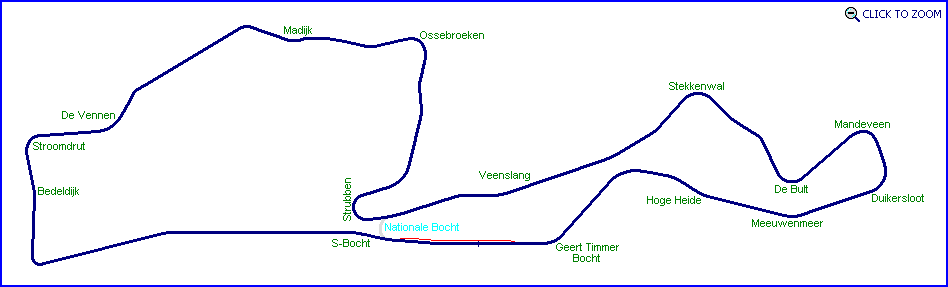 CLICK TO ZOOM
Madijk
Ossebroeken
Stekkenwal
De Vennen
Mandeveen
Stroomdrut
Veenslang
Bedeldijk
Strubben
De Bult
Hoge Heide
Duikersloot
Meeuwenmeer
Nationale Bocht
S-Bocht
Geert Timmer
Bocht